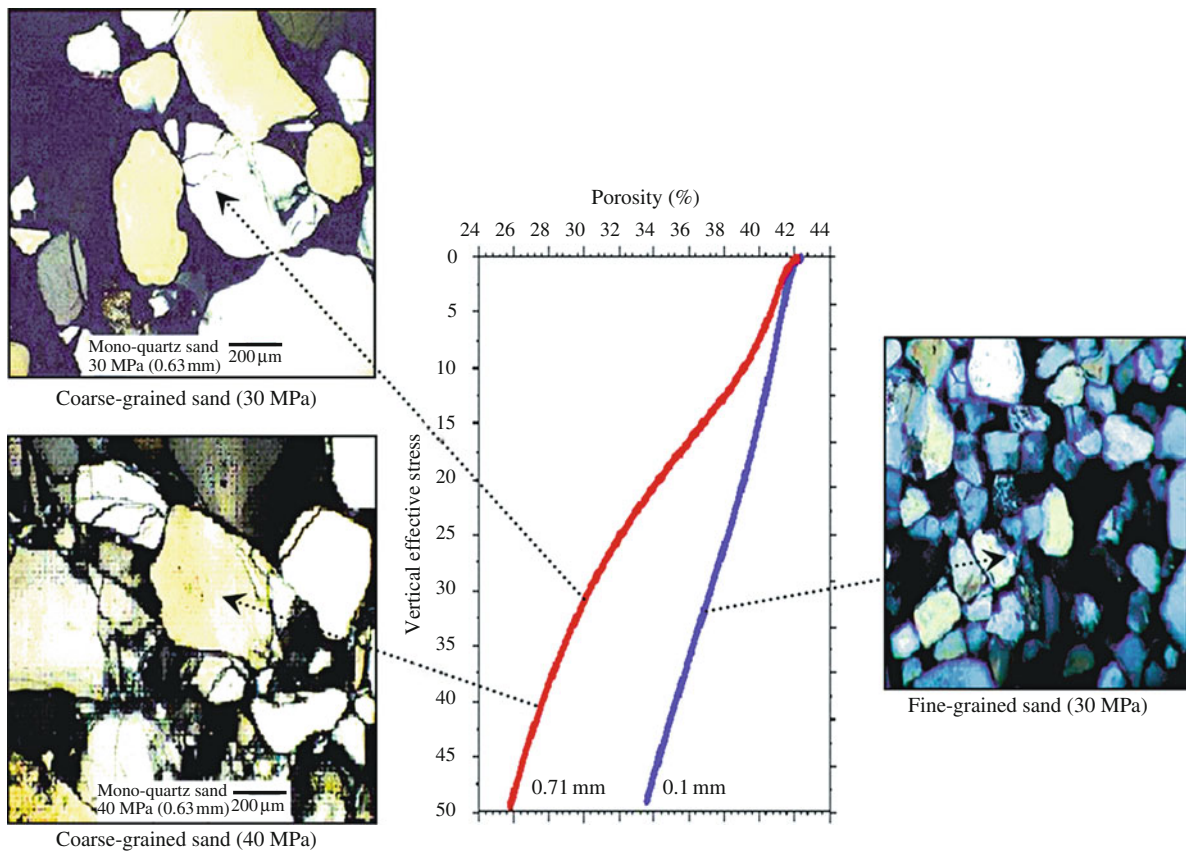 Mono-quartz sand
30 MPa (0.63 mm)
200 µm
Coarse-grained sand (30 MPa)
Mono-quartz sand
40 MPa (0.63 mm)
200 µm
Coarse-grained sand (40 MPa)
Porosity (%)
24 26 28 30 32 34 36 38 40 42 44
Vertical effective stress
0
5
10
15
20
25
30
35
40
45
50
0.71 mm
0.1 mm
Fine-grained sand (30 MPa)